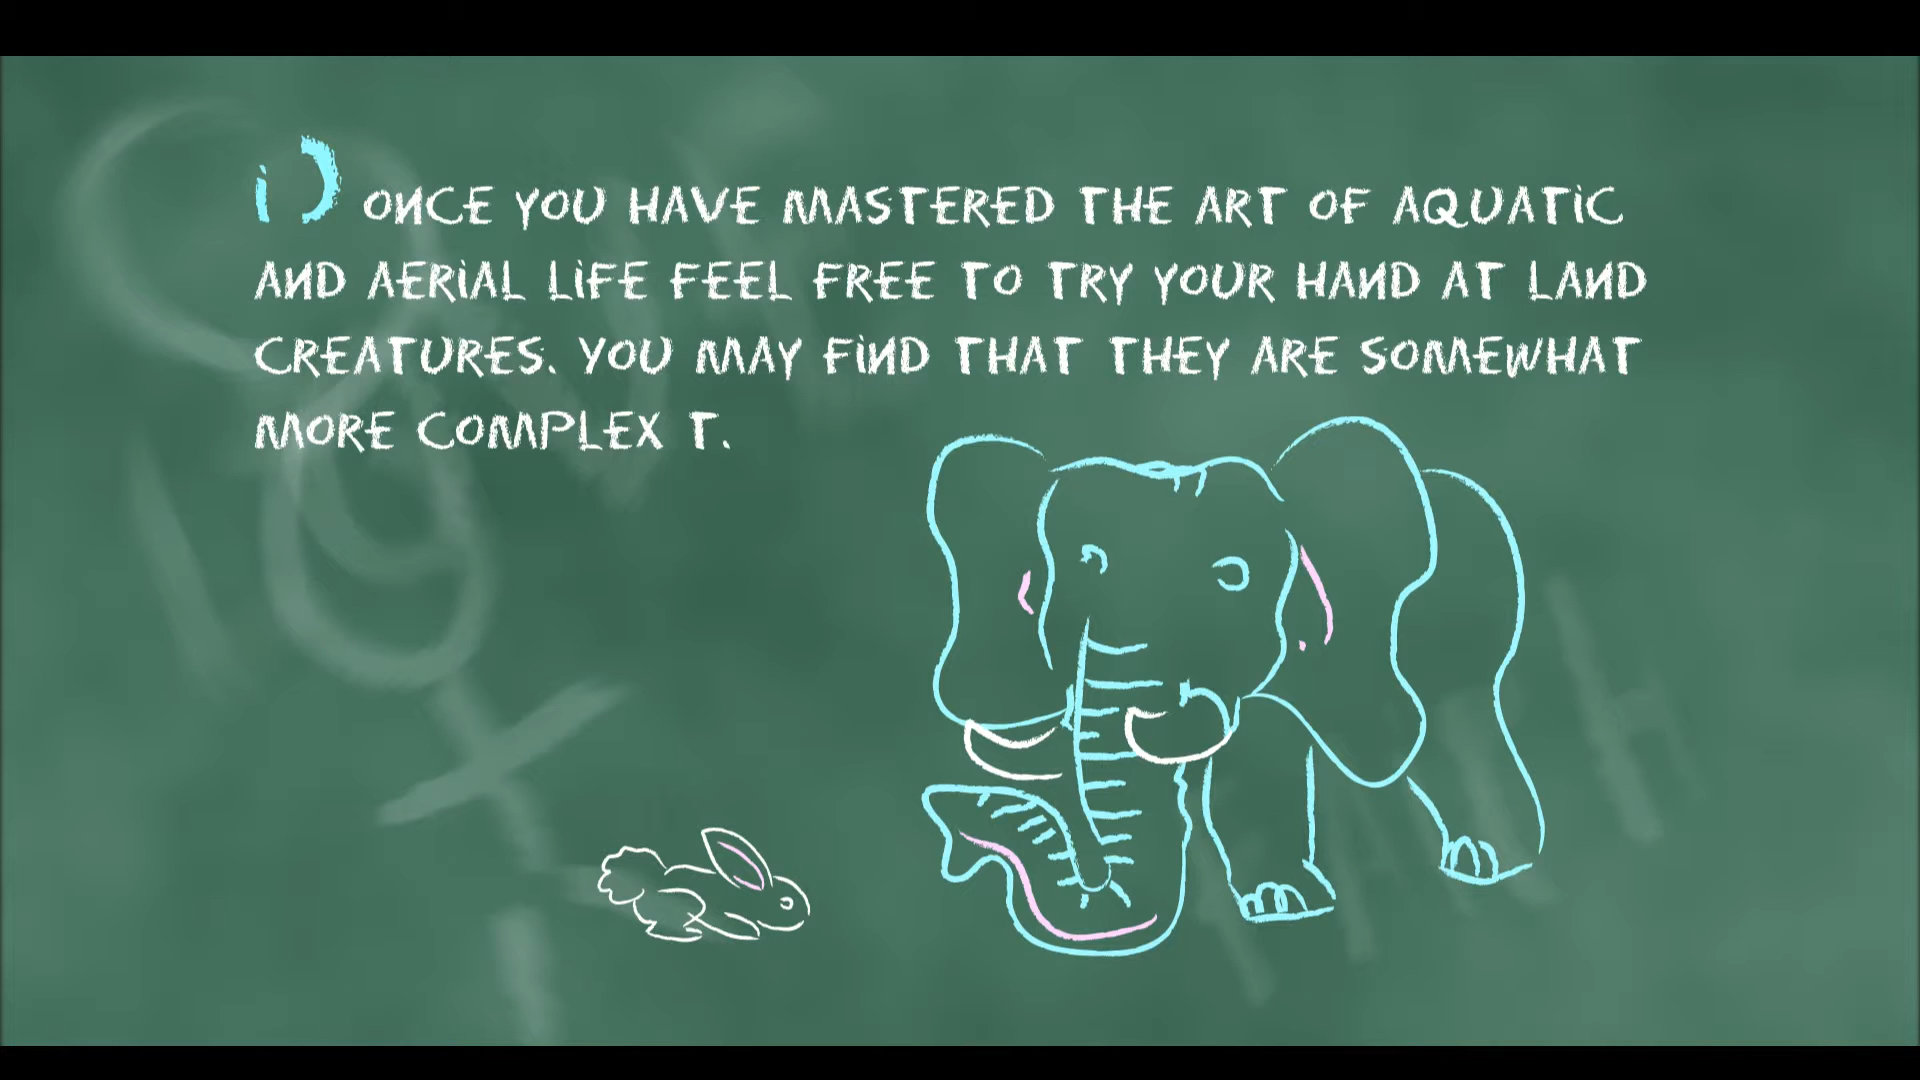 i) ONCE YOU HAVE MASTERED THE ART OF AQUATiC
AND AERiAL LiFE FEEL FREE TO TRY YOUR HAND AT LAND
CREATURES. YOU MAY FiND THAT THEY ARE SOMEWHAT
MORE COMPLEX T.